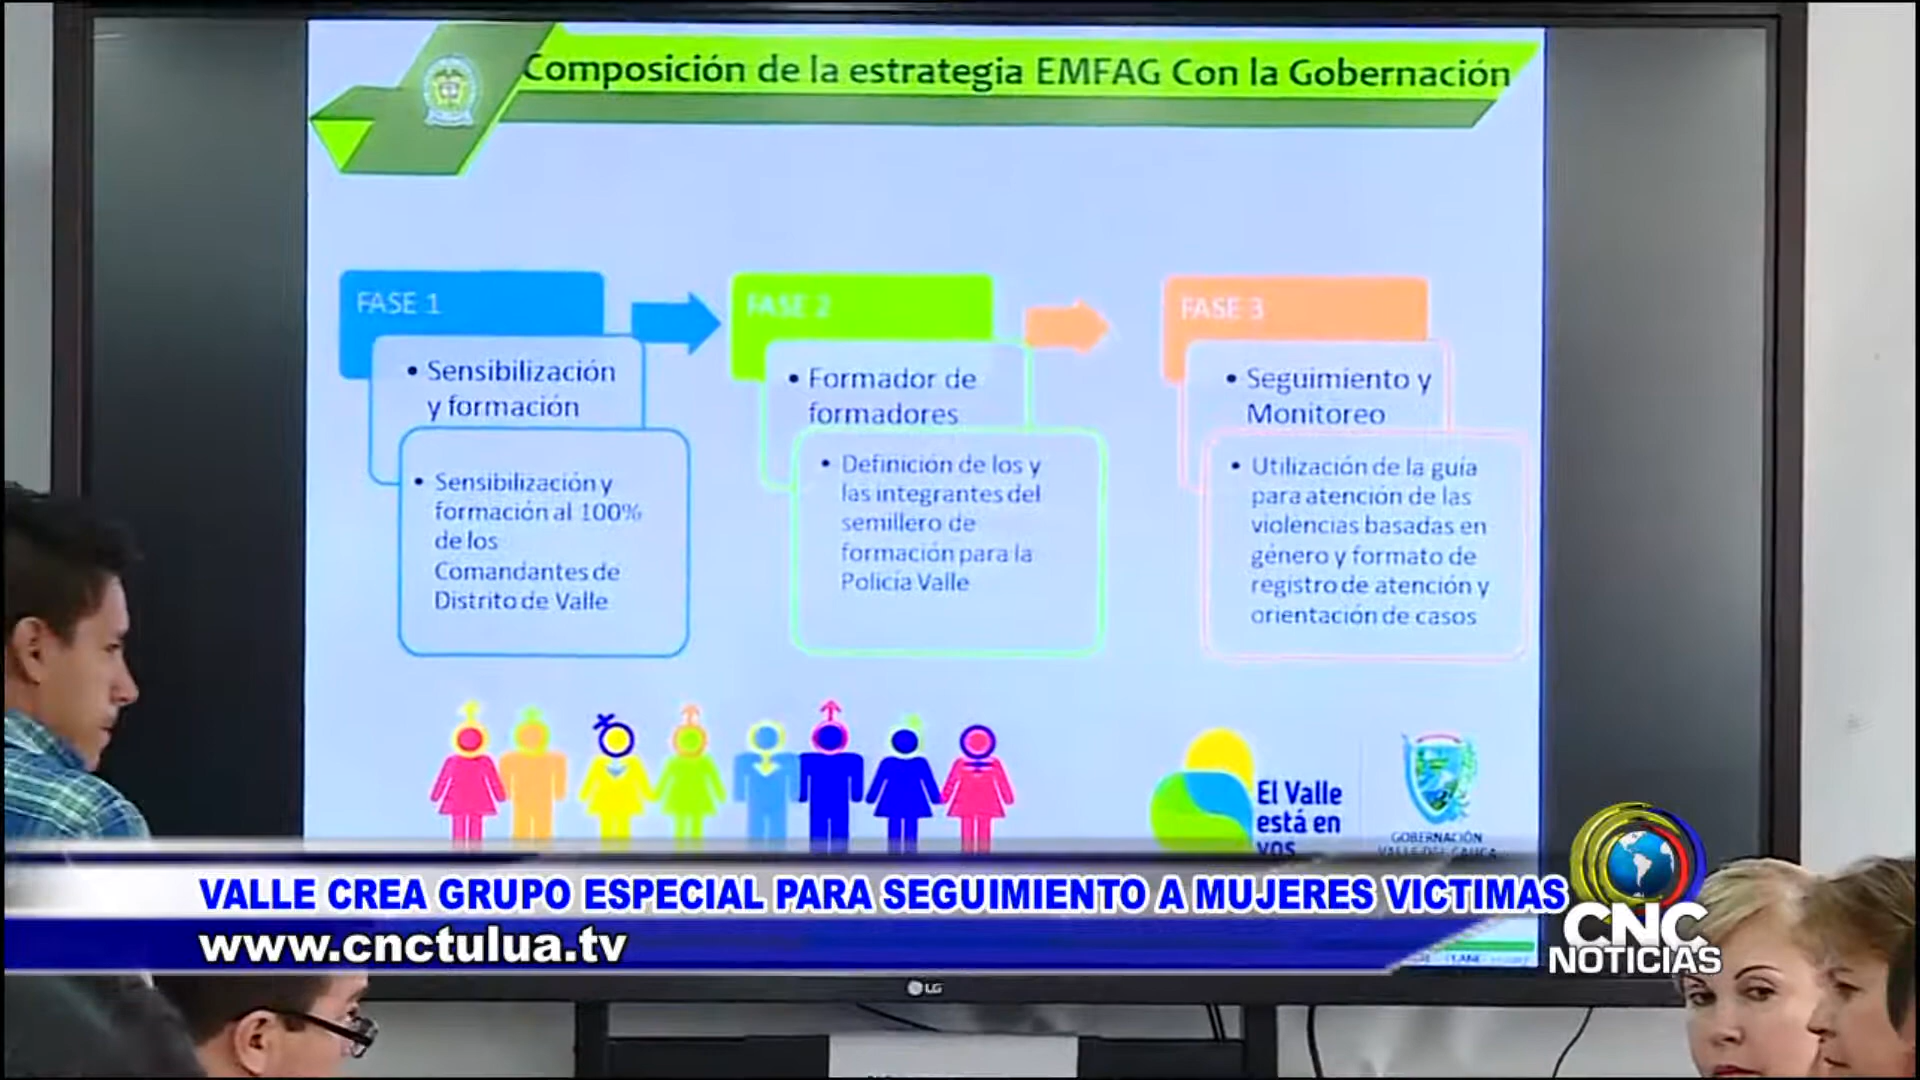 Composición de la estrategia EMFAG Con la Gobernación
FASE 1
• Sensibilización
y formación
• Sensibilización y
formación al 100%
de los
Comandantes de
Distrito de Valle
FASE 2
• Formador de
formadores
• Definición de los y
las integrantes del
semillero de
formación para la
Policía Valle
FASE 3
• Seguimiento y
Monitoreo
• Utilización de la guía
para atención de las
violencias basadas en
género y formato de
registro de atención y
orientación de casos
El Valle
está en
vos
GOBERNACIÓN
VALLE DEL CAUCA
VALLE CREA GRUPO ESPECIAL PARA SEGUIMIENTO A MUJERES VICTIMAS
www.cnctulua.tv
CNC
NOTICIAS
LG